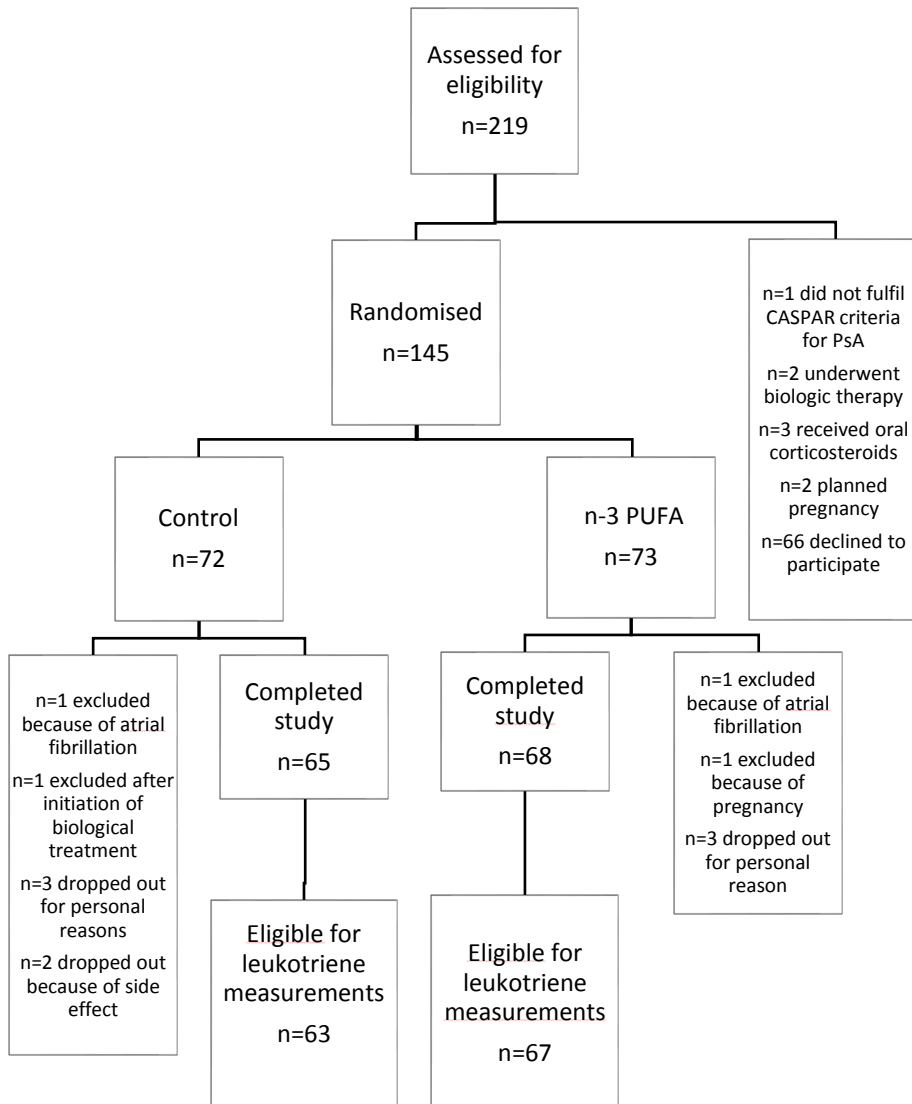 Assessed for
eligibility
n=219
Randomised
n=145
n=1 did not fulfil
CASPAR criteria
for PsA
n=2 underwent
biologic therapy
n=3 received oral
corticosteroids
n=2 planned
pregnancy
n=66 declined to
participate
Control
n=72
n-3 PUFA
n=73
n=1 excluded
because of atrial
fibrillation
n=1 excluded after
initiation of
biological
treatment
n=3 dropped out
for personal
reasons
n=2 dropped out
because of side
effect
Completed
study
n=65
Completed
study
n=68
n=1 excluded
because of atrial
fibrillation
n=1 excluded
because of
pregnancy
n=3 dropped out
for personal
reason
Eligible for
leukotriene
measurements
n=63
Eligible for
leukotriene
measurements
n=67